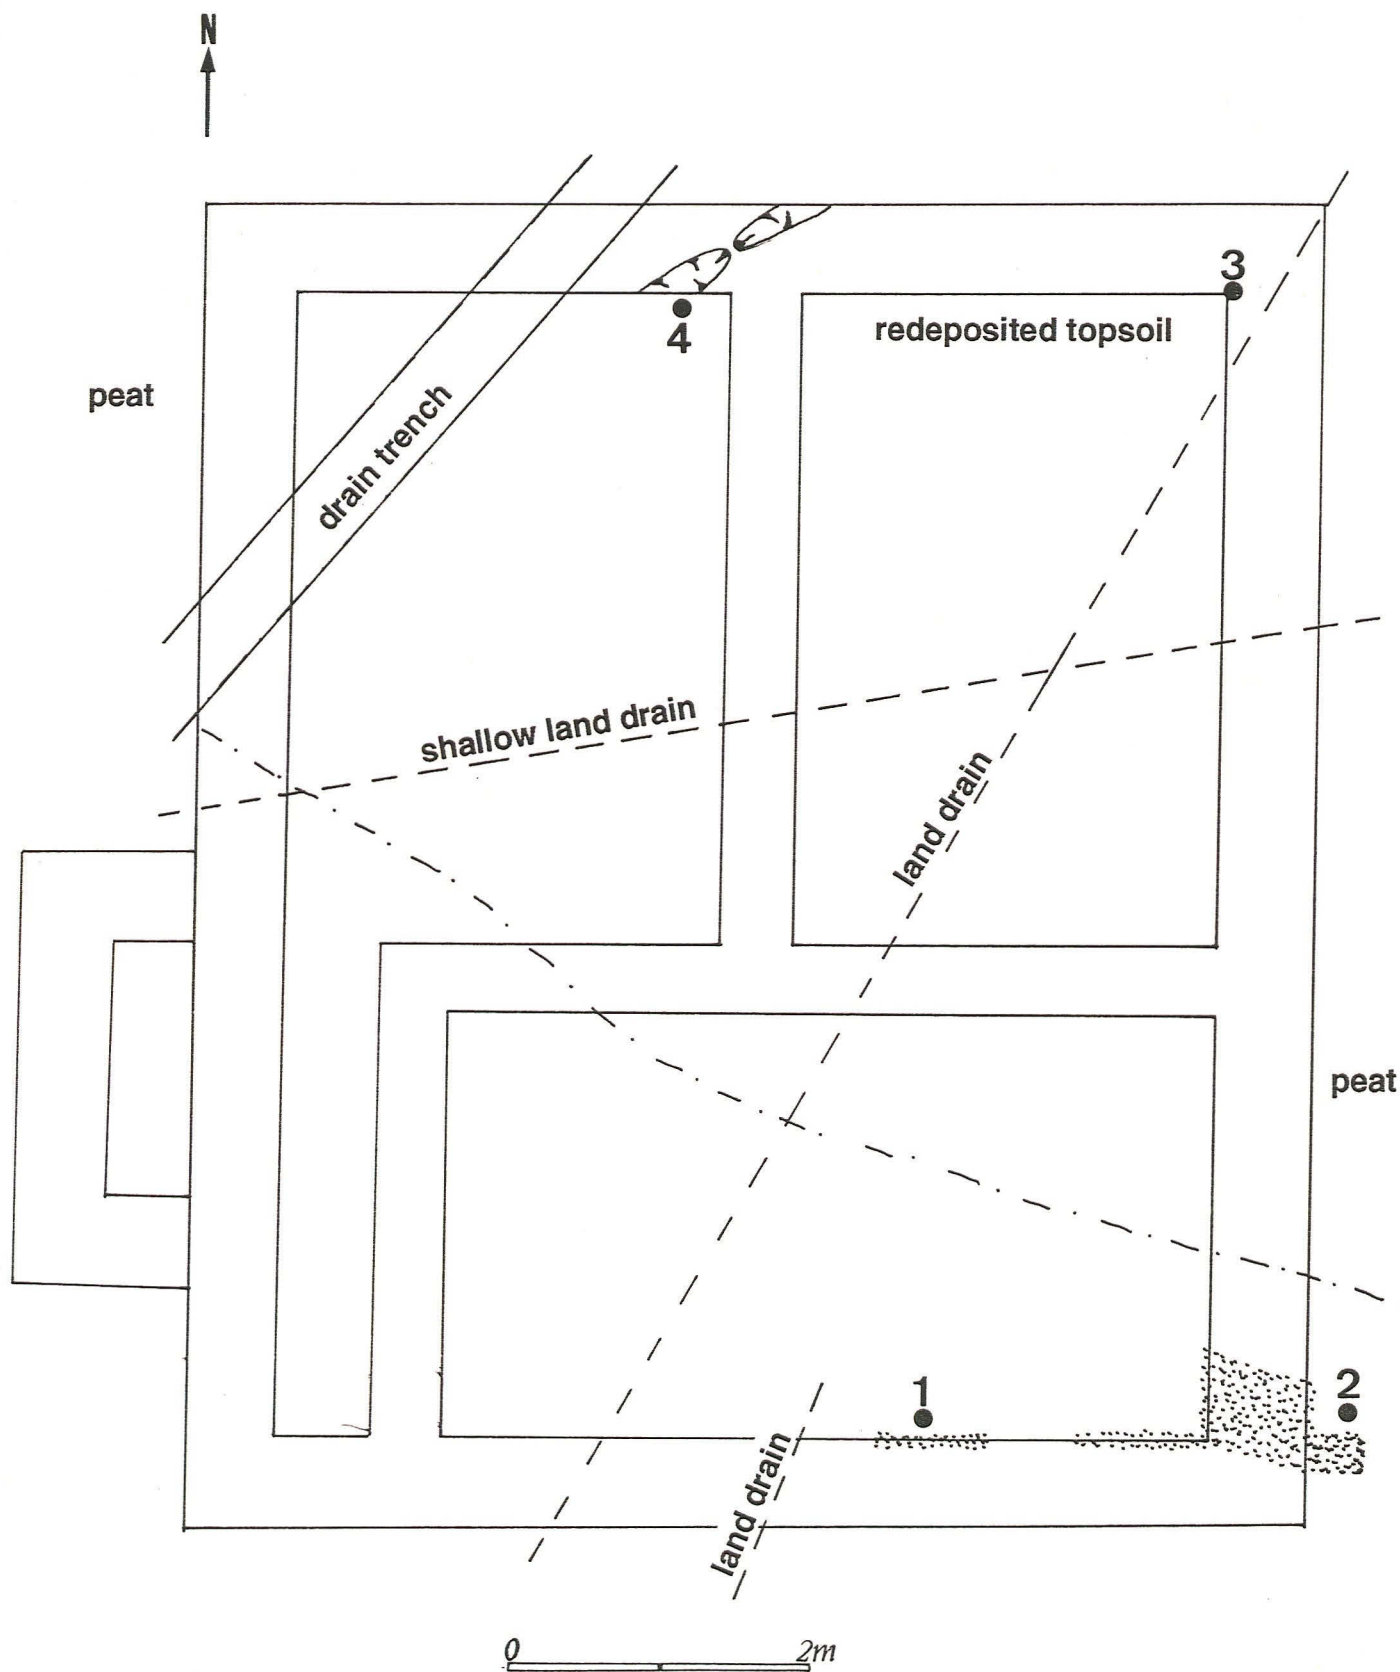 N
3
4
redeposited topsoil
peat
drain trench
shallow land drain
land drain
peat
1
2
land drain
0 2m